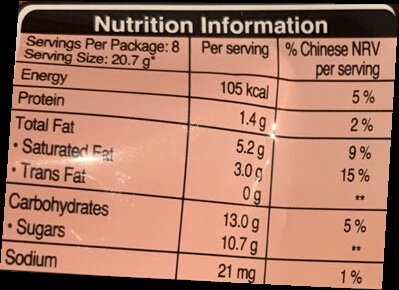 Nutrition Information
Servings Per Package: 8 Per serving % Chinese NRV
Serving Size: 20.7 g* per serving
Energy 105 kcal 5 %
Protein 1.4 g 2 %
Total Fat 5.2 g 9 %
• Saturated Fat 3.0 g 15 %
• Trans Fat 0 g **
Carbohydrates 13.0 g 5 %
• Sugars 10.7 g **
Sodium 21 mg 1 %